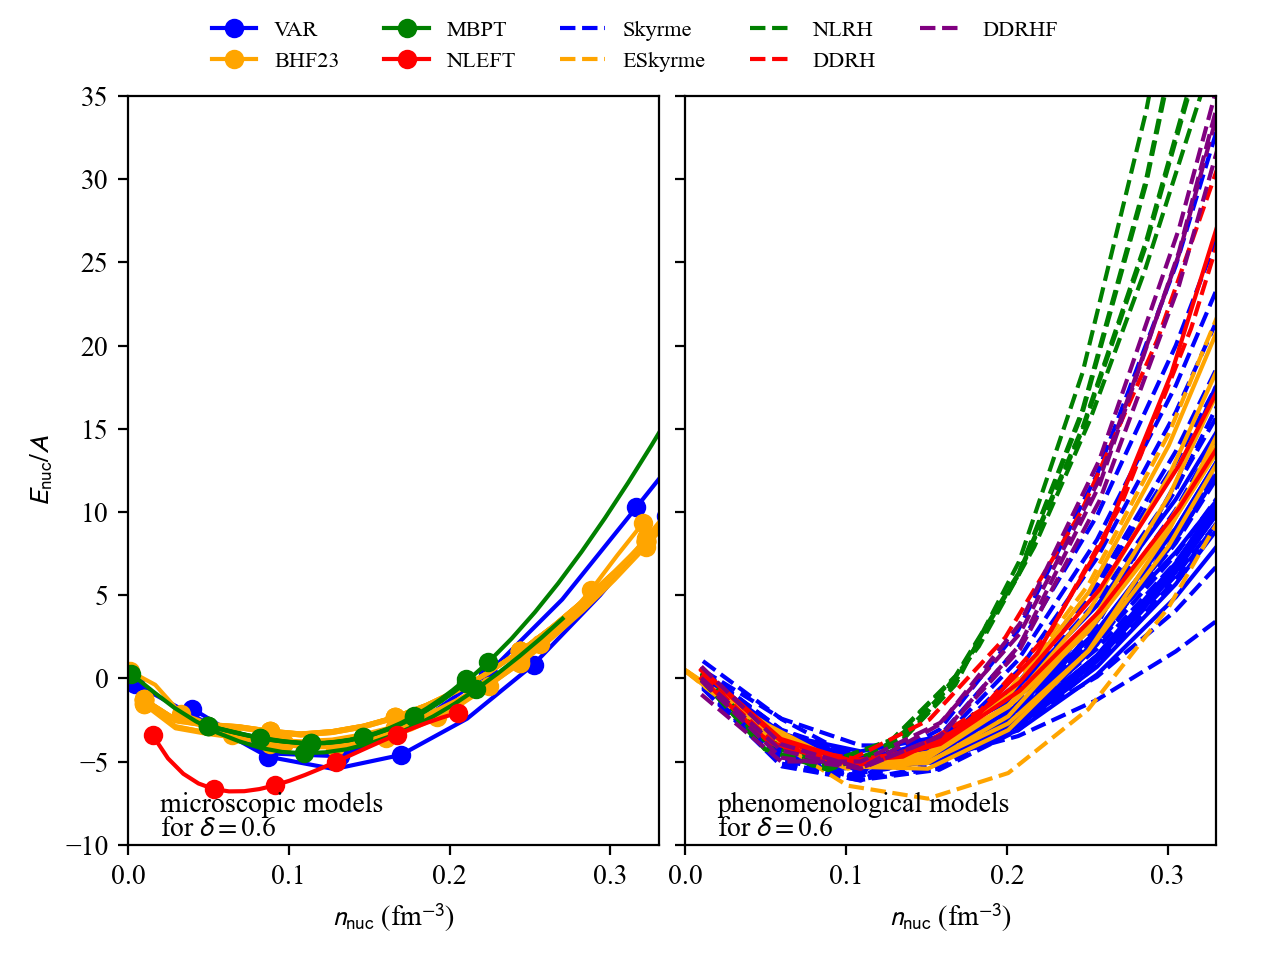 VAR MBPT Skyrme NLRH DDRHF
BHF23 NLEFT ESkyrme DDRH
35
30
25
20
15
10
5
0
−5
−10
E_nuc/A
microscopic models
for δ = 0.6
phenomenological models
for δ = 0.6
0.0 0.1 0.2 0.3 0.0 0.1 0.2 0.3
n_nuc (fm⁻³) n_nuc (fm⁻³)